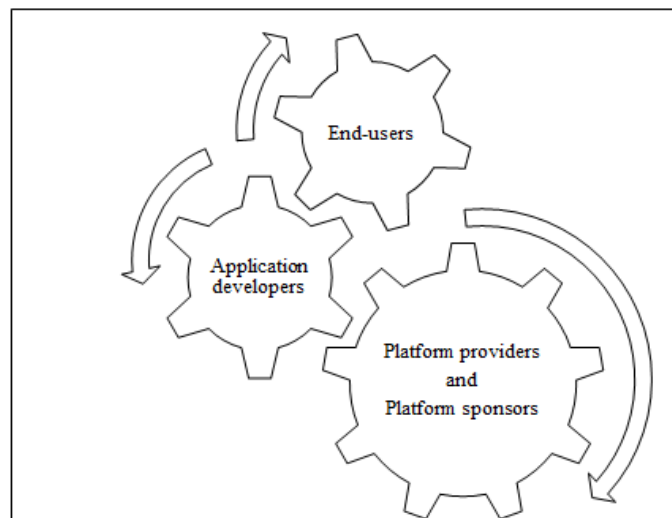 End-users
Application
developers
Platform providers
and
Platform sponsors